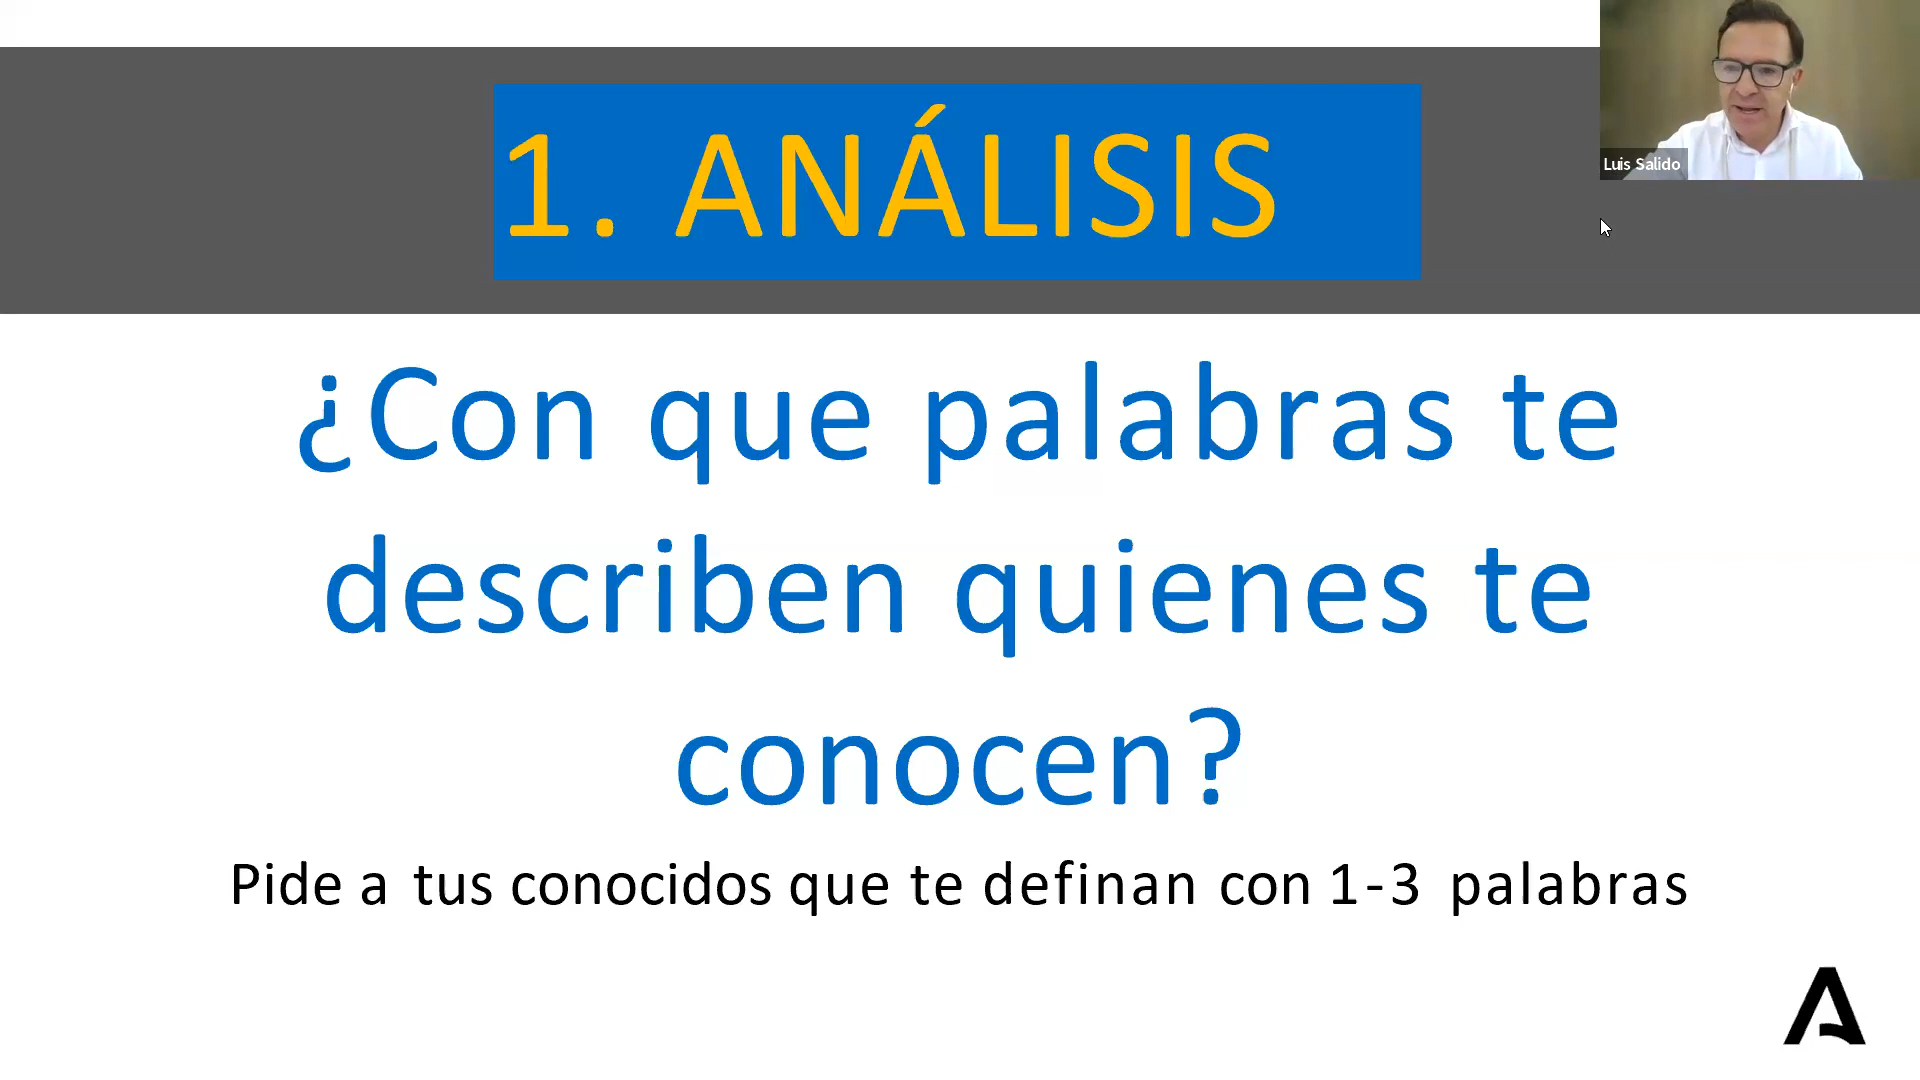 1. ANÁLISIS
Luis Salido
¿Con que palabras te
describen quienes te
conocen?
Pide a tus conocidos que te definan con 1-3 palabras